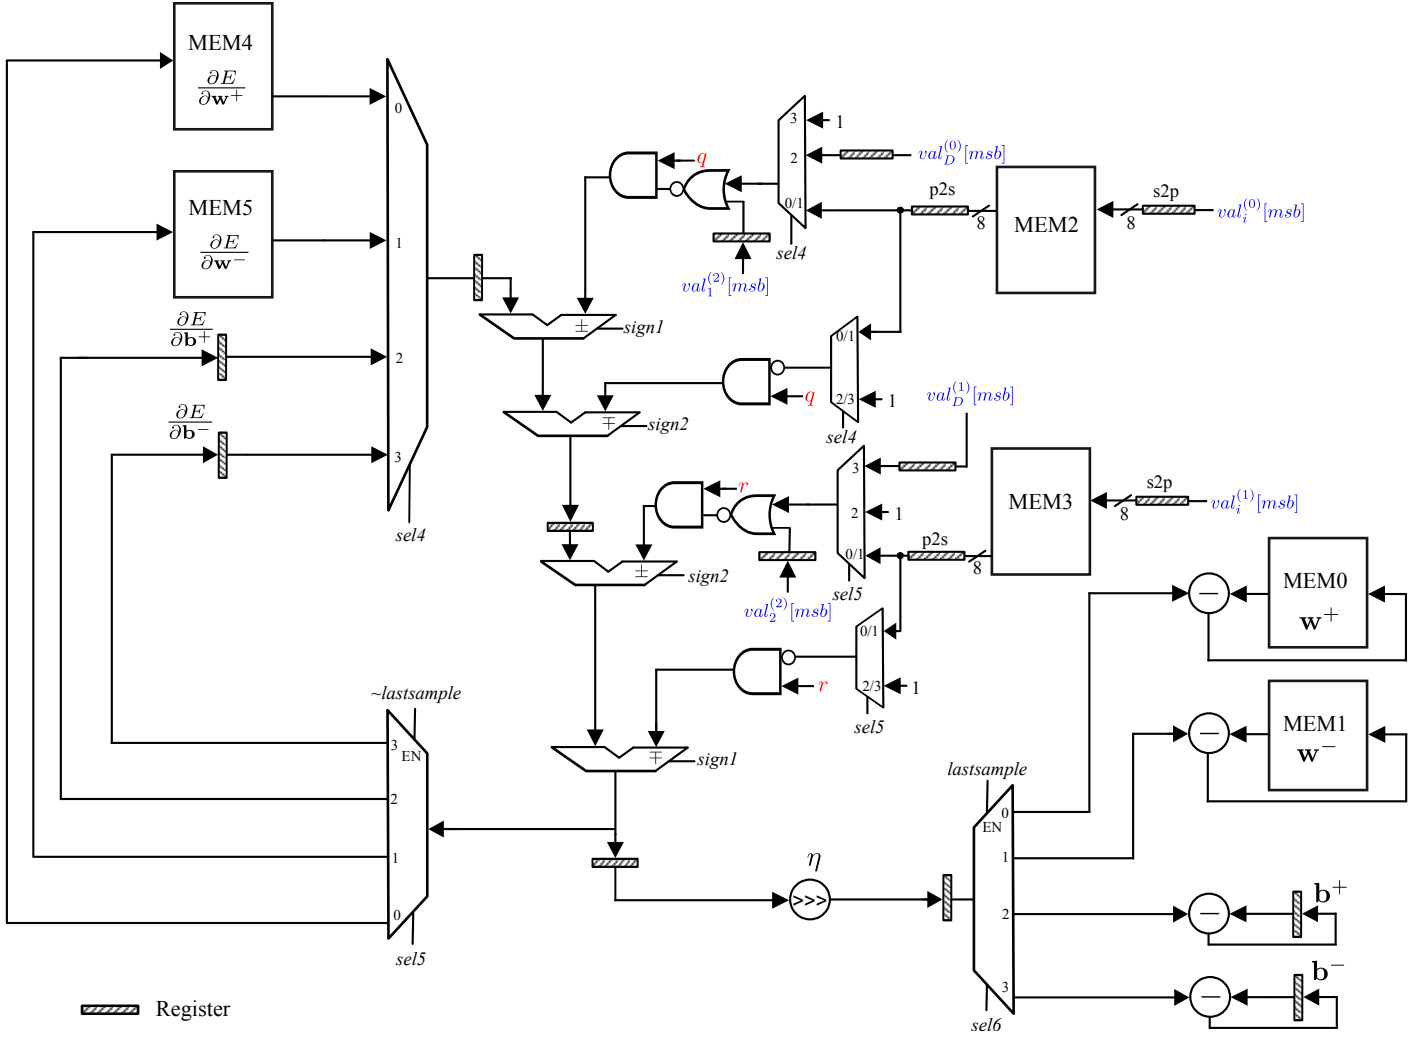 MEM4
∂E
∂w⁺
0
MEM5
∂E
∂w⁻
1
∂E
∂b⁺
2
∂E
∂b⁻
3
sel4
3
1
2
val_D^(0)[msb]
0/1
sel4
q
val_1^(2)[msb]
p2s
8
MEM2
s2p
8
val_i^(0)[msb]
±
sign1
0/1
2/3
1
sel4
q
∓
sign2
val_D^(1)[msb]
3
2
1
0/1
sel5
r
val_2^(2)[msb]
p2s
8
MEM3
s2p
8
val_i^(1)[msb]
±
sign2
0/1
2/3
1
sel5
r
∓
sign1
MEM0
w⁺
−
MEM1
w⁻
−
~lastsample
3
EN
2
1
0
sel5
η
>>>
lastsample
0
EN
1
2
3
sel6
−
b⁺
−
b⁻
Register